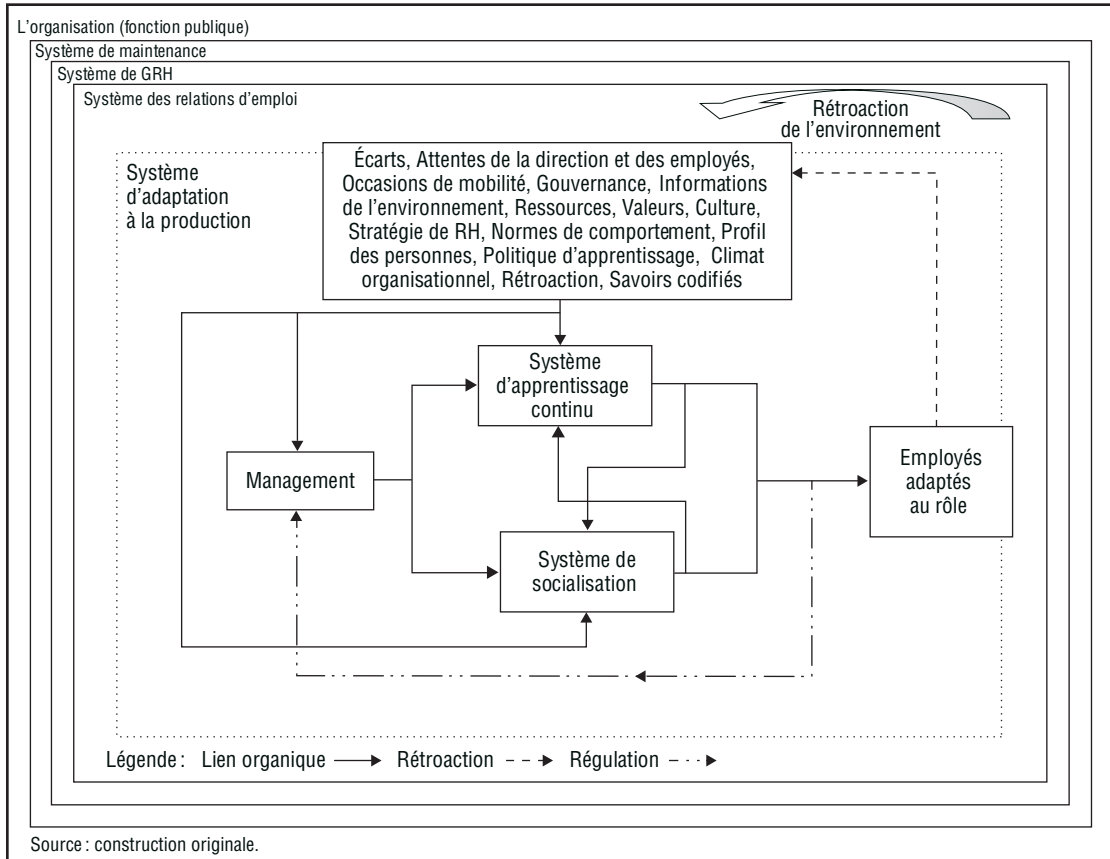 L'organisation (fonction publique)
Système de maintenance
Système de GRH
Système des relations d'emploi
Rétroaction
de l'environnement
Système
d'adaptation
à la production
Écarts, Attentes de la direction et des employés,
Occasions de mobilité, Gouvernance, Informations
de l'environnement, Ressources, Valeurs, Culture,
Stratégie de RH, Normes de comportement, Profil
des personnes, Politique d'apprentissage, Climat
organisationnel, Rétroaction, Savoirs codifiés
Système
d'apprentissage
continu
Management
Employés
adaptés
au rôle
Système de
socialisation
Légende : Lien organique Rétroaction Régulation
Source : construction originale.